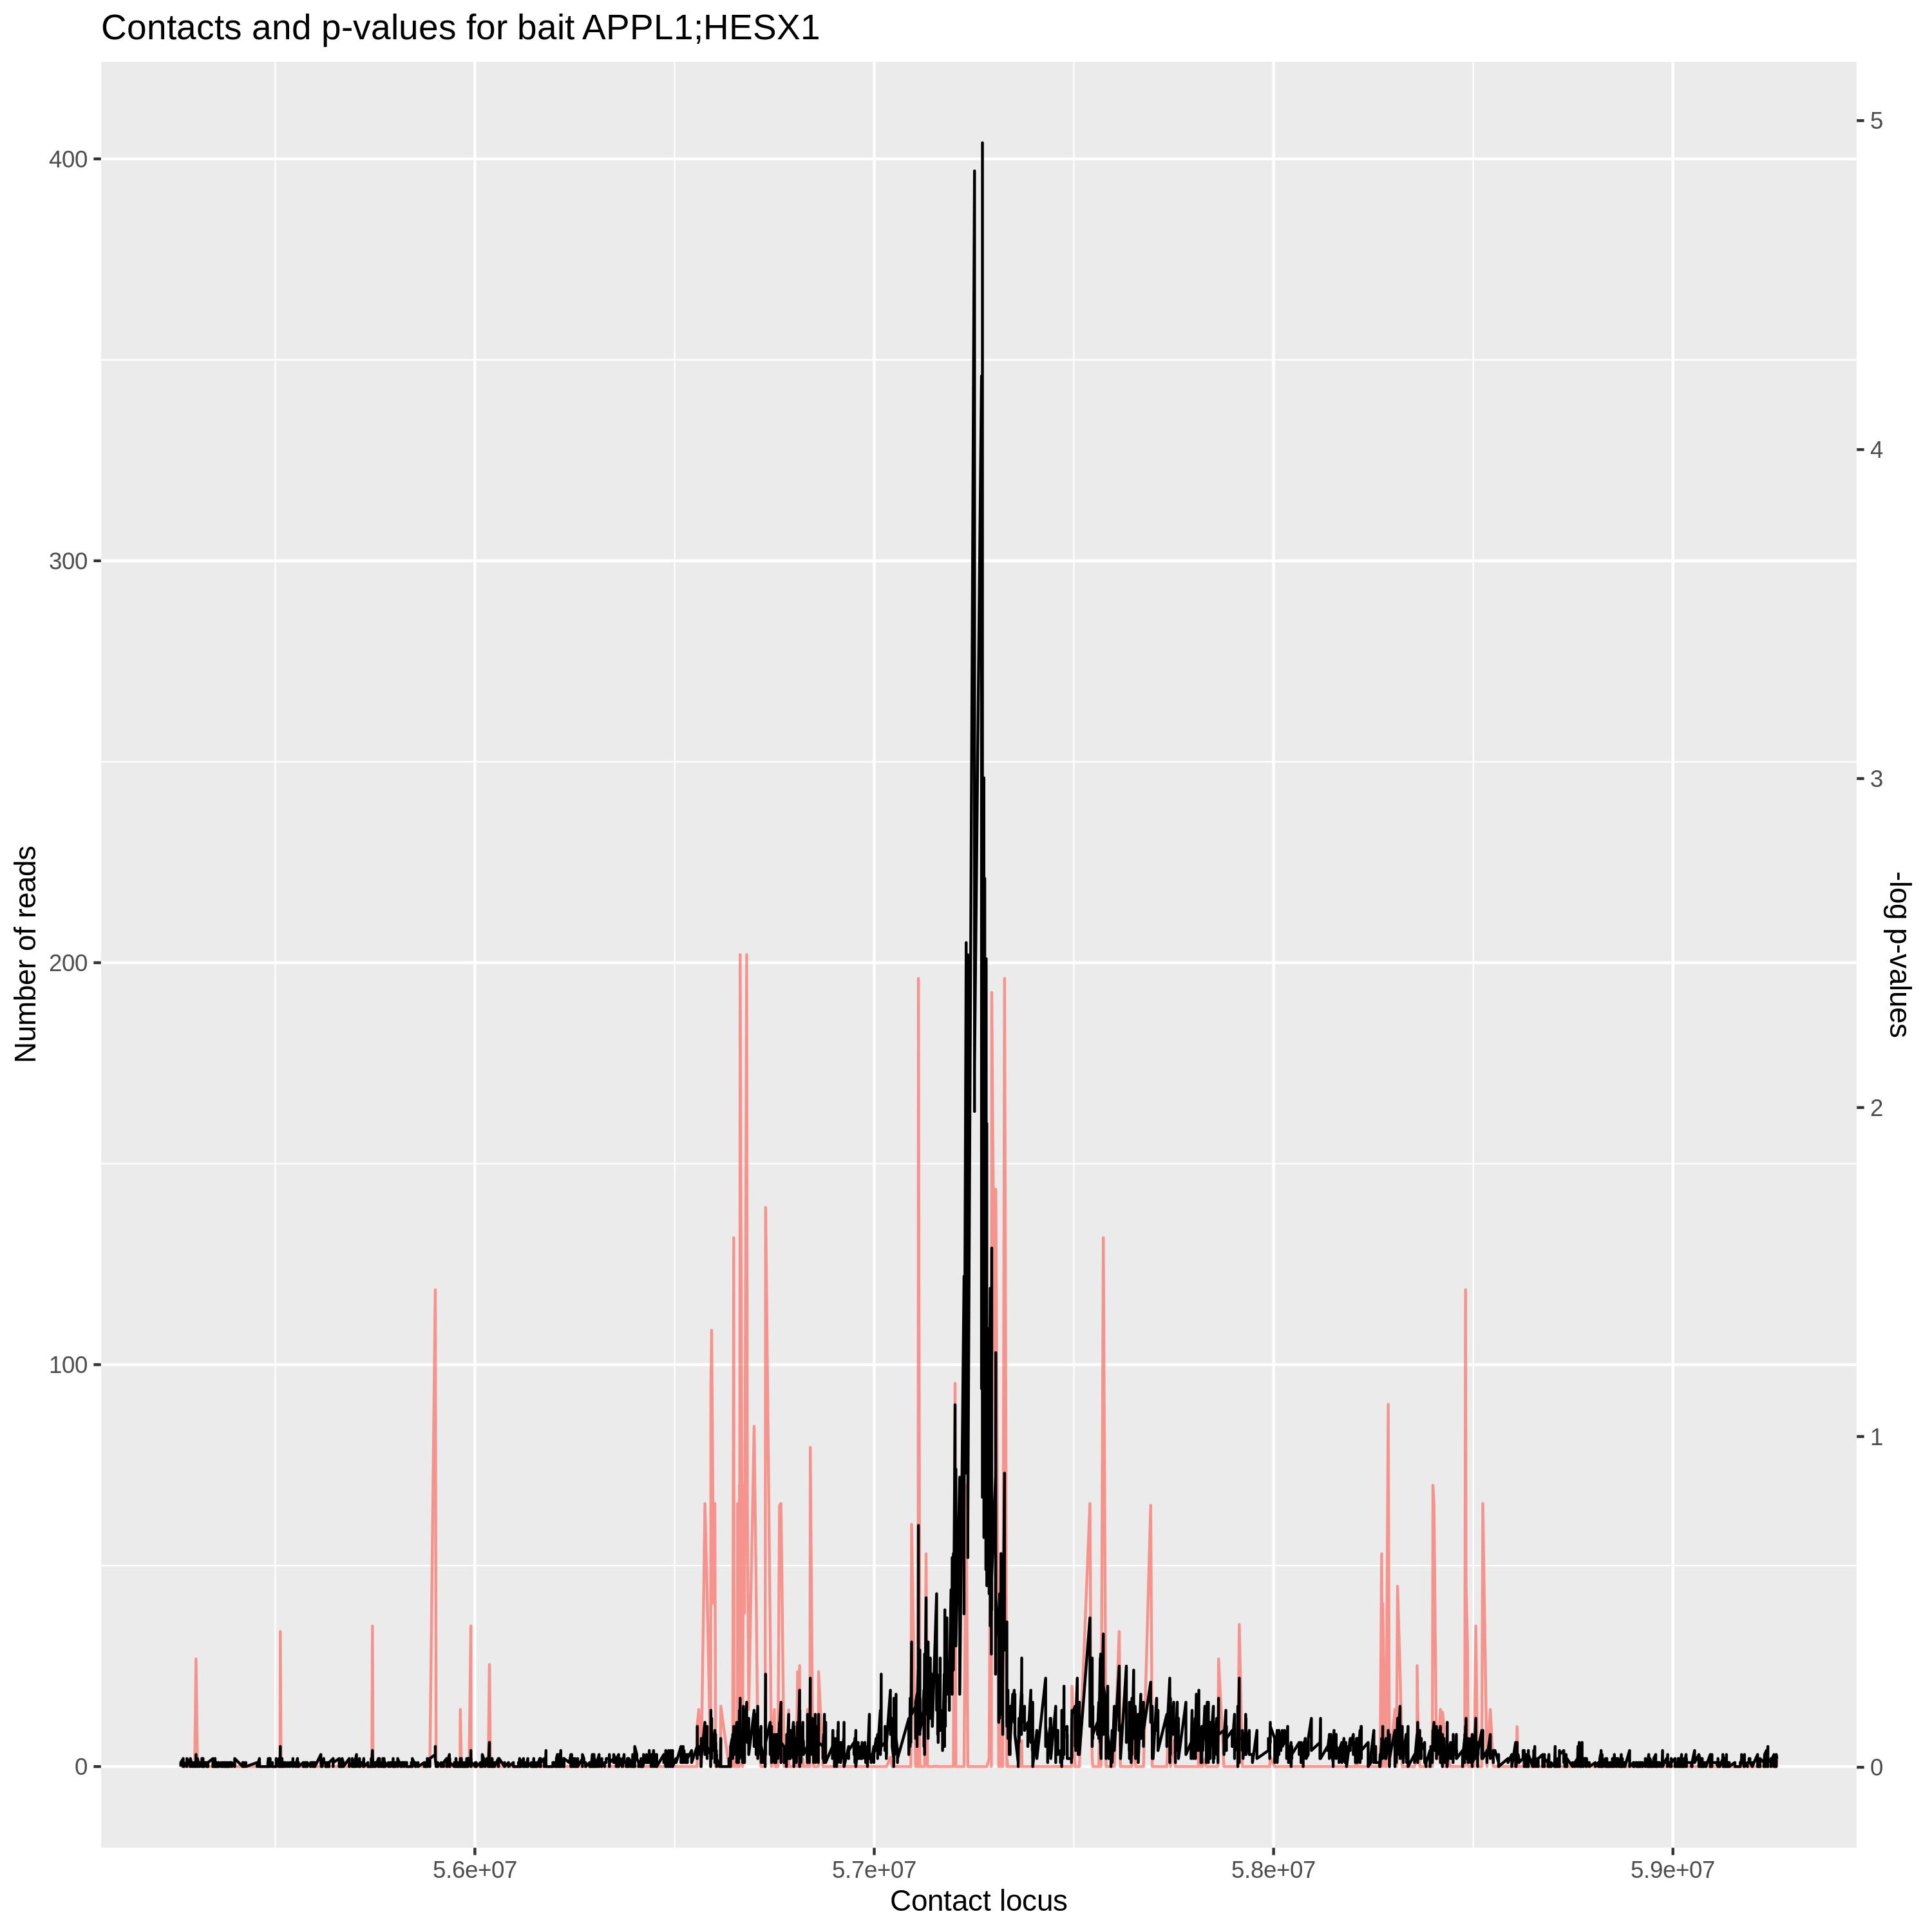 Contacts and p-values for bait APPL1;HESX1
400
300
200
100
0
Number of reads
5
4
3
2
1
0
-log p-values
5.6e+07
5.7e+07
5.8e+07
5.9e+07
Contact locus